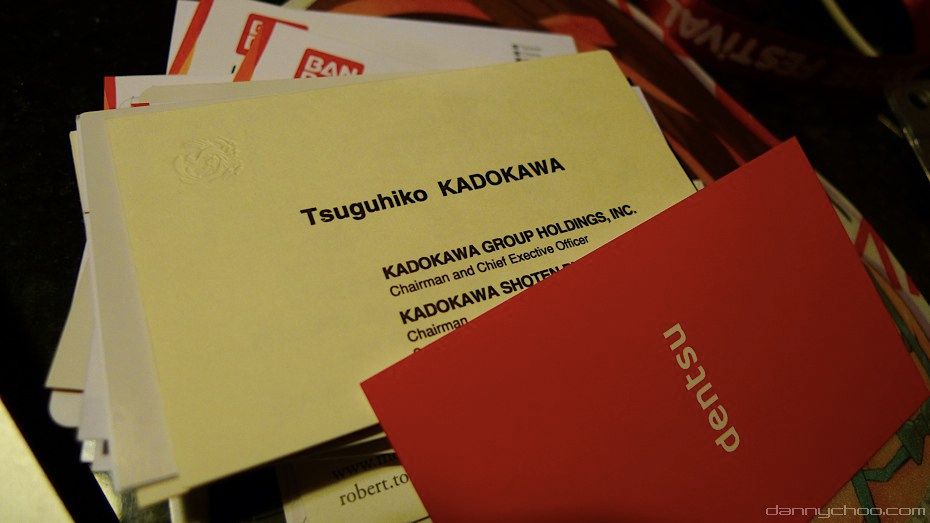 BAN
Tsuguhiko KADOKAWA
KADOKAWA GROUP HOLDINGS, INC.
Chairman and Chief Exective Officer
KADOKAWA SHOTEN
Chairman
dentsu
robert.to
FESTIVAL
dannychoo.com